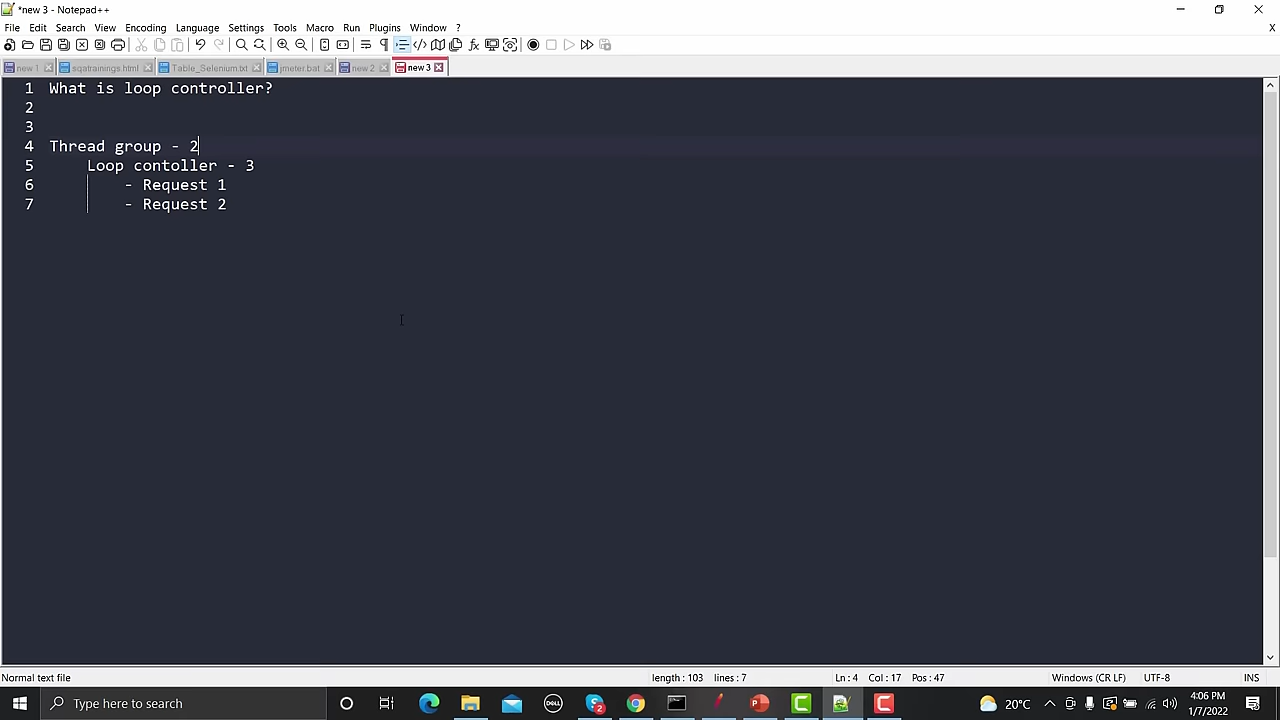 *new 3 - Notepad++
File Edit Search View Encoding Language Settings Tools Macro Run Plugins Window ?
X
new 1 sqatrainings.html Table_Selenium.txt jmeter.bat new 2 new 3
1 What is loop controller?
2
3
4 Thread group - 2
5 Loop contoller - 3
6 - Request 1
7 - Request 2
Normal text file length : 103 lines : 7 Ln : 4 Col : 17 Pos : 47 Windows (CR LF) UTF-8 INS
Type here to search DELL 2 20°C 4:06 PM
1/7/2022